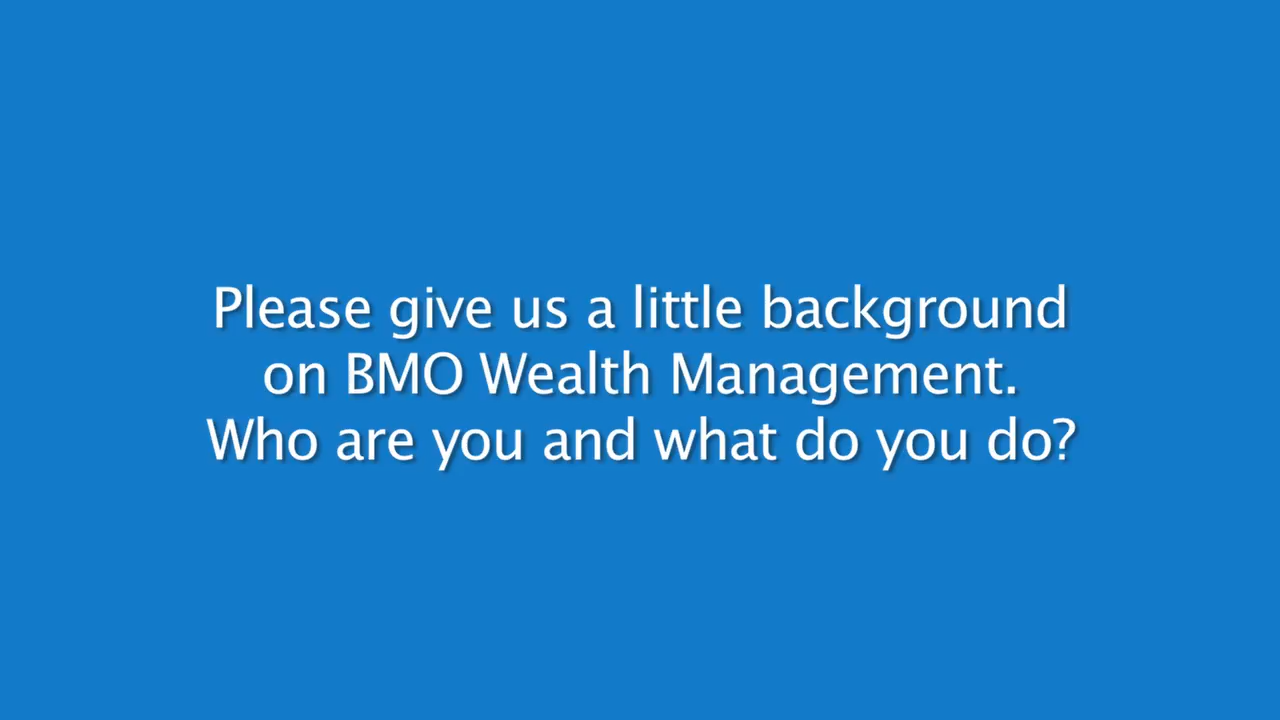 Please give us a little background
on BMO Wealth Management.
Who are you and what do you do?